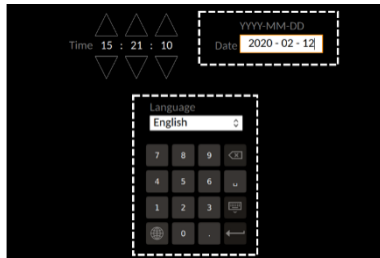 YYYY-MM-DD
Time 15 : 21 : 10
Date 2020 - 02 - 12
Language
English
7 8 9
4 5 6
1 2 3
0 .